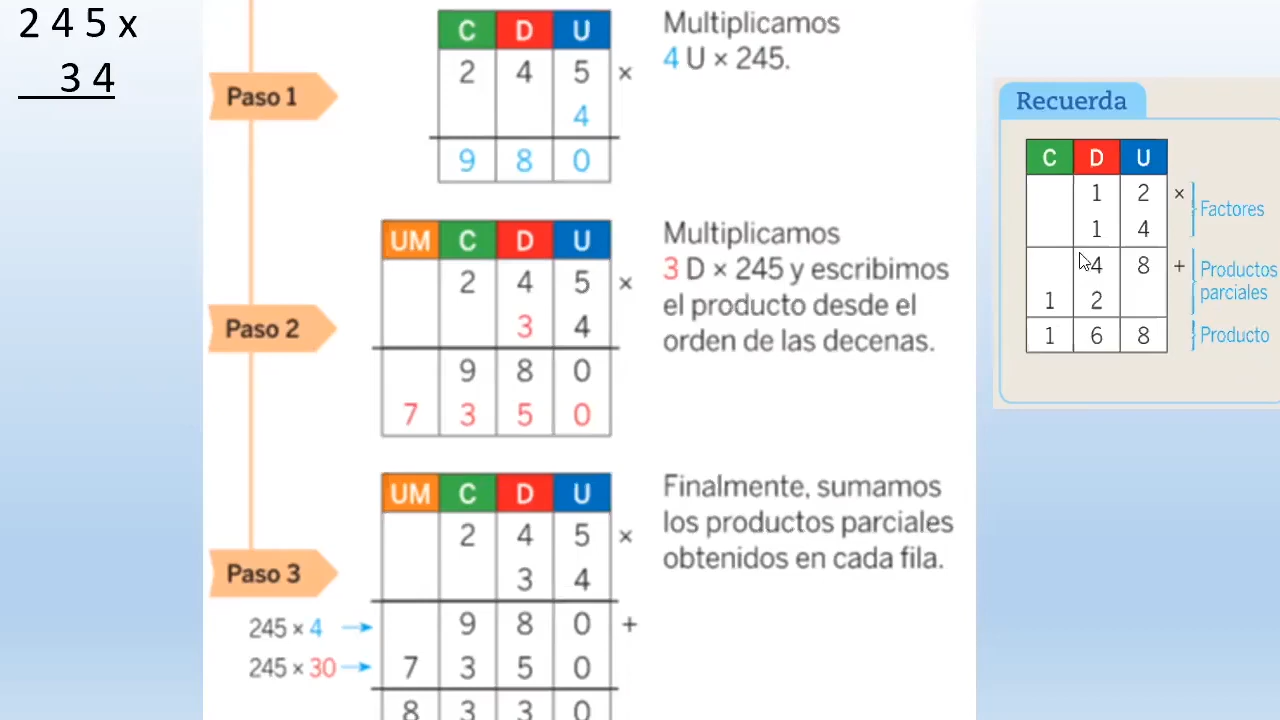 2 4 5 x
3 4
Paso 1
C D U
2 4 5 ×
4
9 8 0
Multiplicamos
4 U × 245.
Paso 2
UM C D U
2 4 5 ×
3 4
9 8 0
7 3 5 0
Multiplicamos
3 D × 245 y escribimos
el producto desde el
orden de las decenas.
Paso 3
UM C D U
2 4 5 ×
3 4
245 × 4 → 9 8 0 +
245 × 30 → 7 3 5 0
8 3 3 0
Finalmente, sumamos
los productos parciales
obtenidos en cada fila.
Recuerda
C D U
1 2 ×
1 4
Factores
4 8 +
1 2
Productos
parciales
1 6 8 Producto